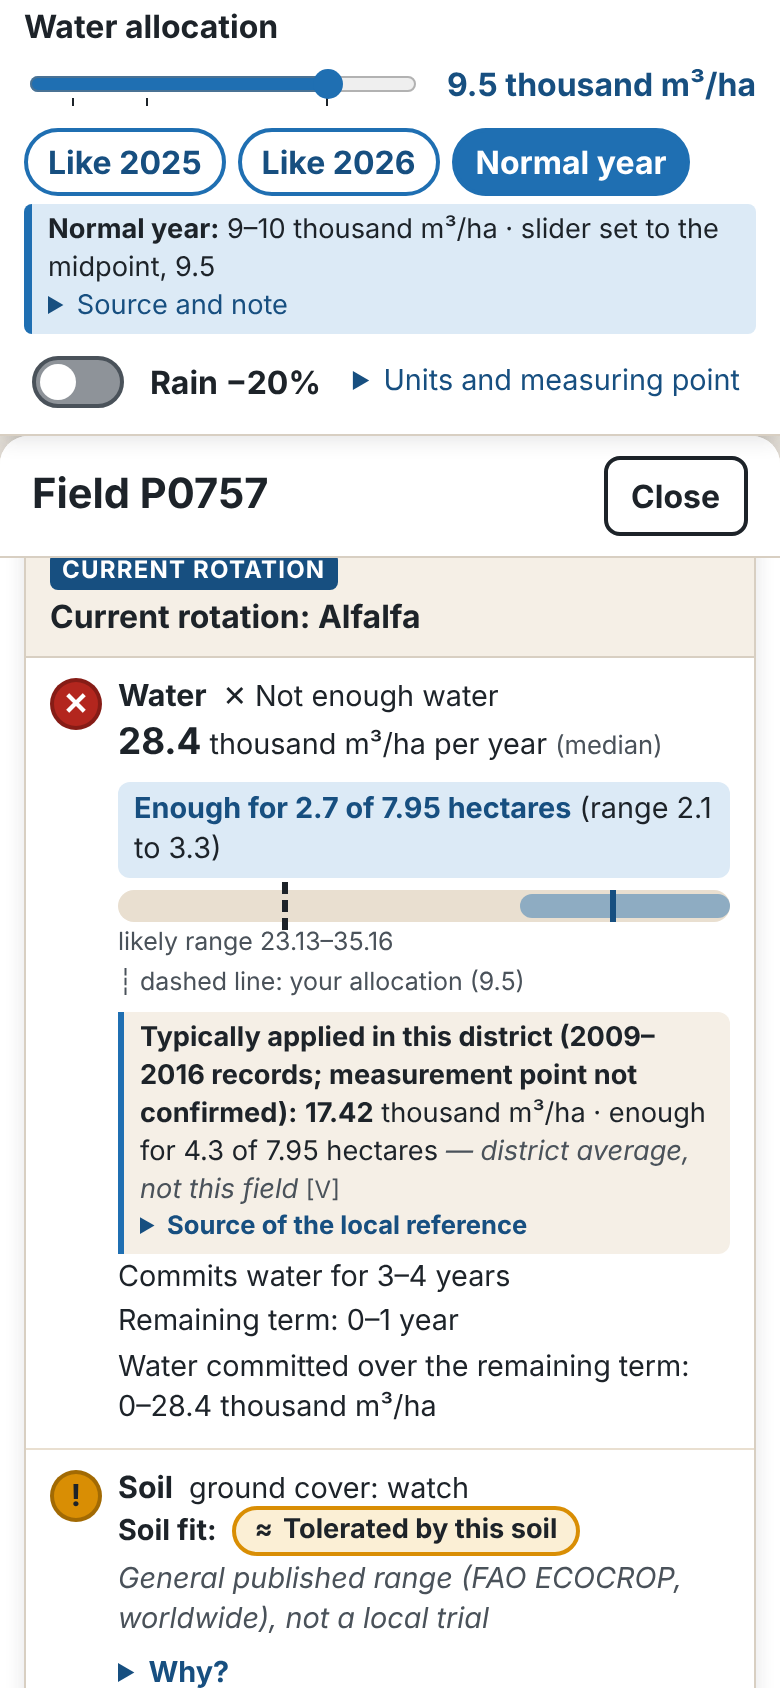 Water allocation
9.5 thousand m³/ha
Like 2025
Like 2026
Normal year
Normal year: 9–10 thousand m³/ha · slider set to the
midpoint, 9.5
▶ Source and note
Rain −20%
▶ Units and measuring point
Field P0757
Close
CURRENT ROTATION
Current rotation: Alfalfa
Water ✕ Not enough water
28.4 thousand m³/ha per year (median)
Enough for 2.7 of 7.95 hectares (range 2.1
to 3.3)
likely range 23.13–35.16
┆ dashed line: your allocation (9.5)
Typically applied in this district (2009–
2016 records; measurement point not
confirmed): 17.42 thousand m³/ha · enough
for 4.3 of 7.95 hectares — district average,
not this field [V]
▶ Source of the local reference
Commits water for 3–4 years
Remaining term: 0–1 year
Water committed over the remaining term:
0–28.4 thousand m³/ha
! Soil ground cover: watch
Soil fit: ≈ Tolerated by this soil
General published range (FAO ECOCROP,
worldwide), not a local trial
▶ Why?